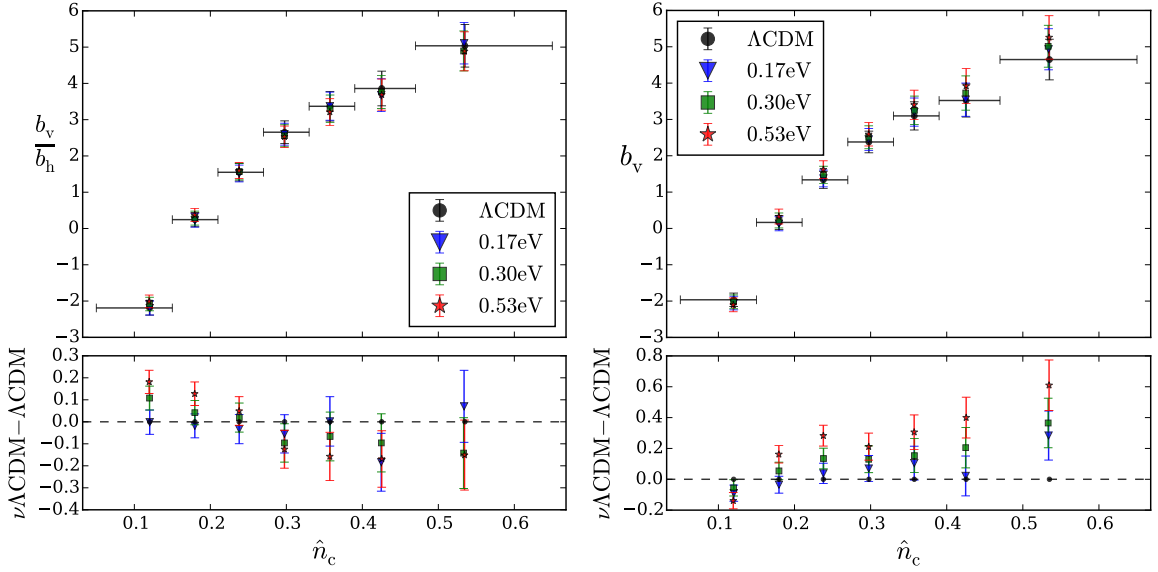 6
5
4
3
2
1
0
−1
−2
−3
b_v
b_h
ΛCDM
0.17eV
0.30eV
0.53eV
0.3
0.2
0.1
0.0
−0.1
−0.2
−0.3
−0.4
νΛCDM−ΛCDM
0.1 0.2 0.3 0.4 0.5 0.6
n̂_c
6
5
4
3
2
1
0
−1
−2
−3
b_v
ΛCDM
0.17eV
0.30eV
0.53eV
0.8
0.6
0.4
0.2
0.0
−0.2
νΛCDM−ΛCDM
0.1 0.2 0.3 0.4 0.5 0.6
n̂_c